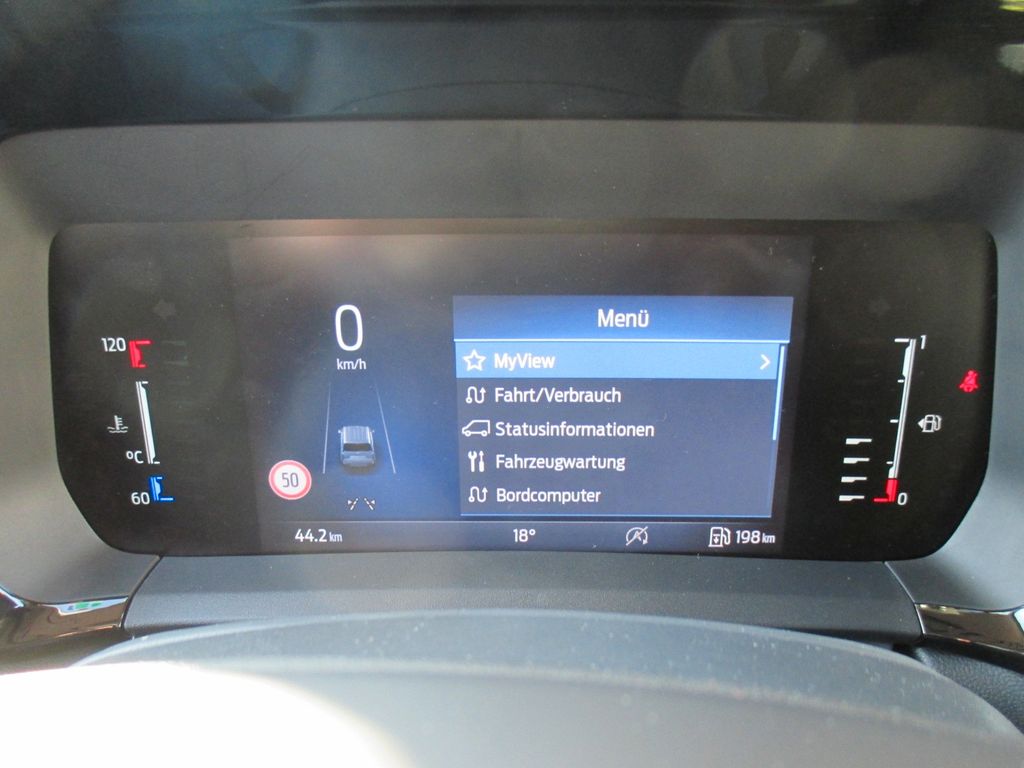 0
km/h
Menü
120
1
MyView
Fahrt/Verbrauch
Statusinformationen
°C
Fahrzeugwartung
50
60
Bordcomputer
0
44.2 km
18°
198 km